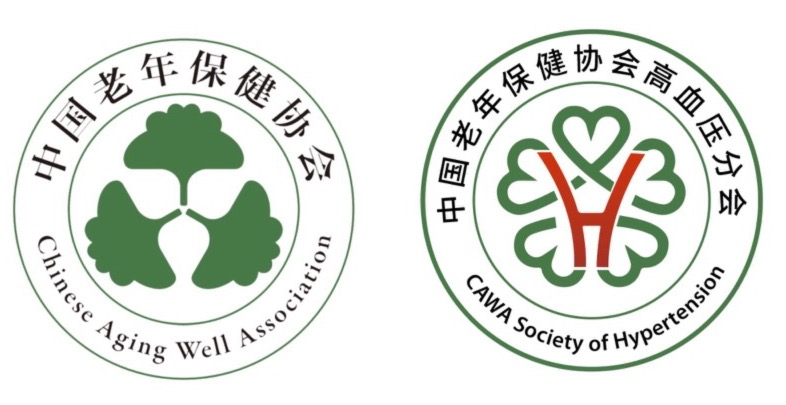 中国老年保健协会
Chinese Aging Well Association
中国老年保健协会高血压分会
H
CAWA Society of Hypertension